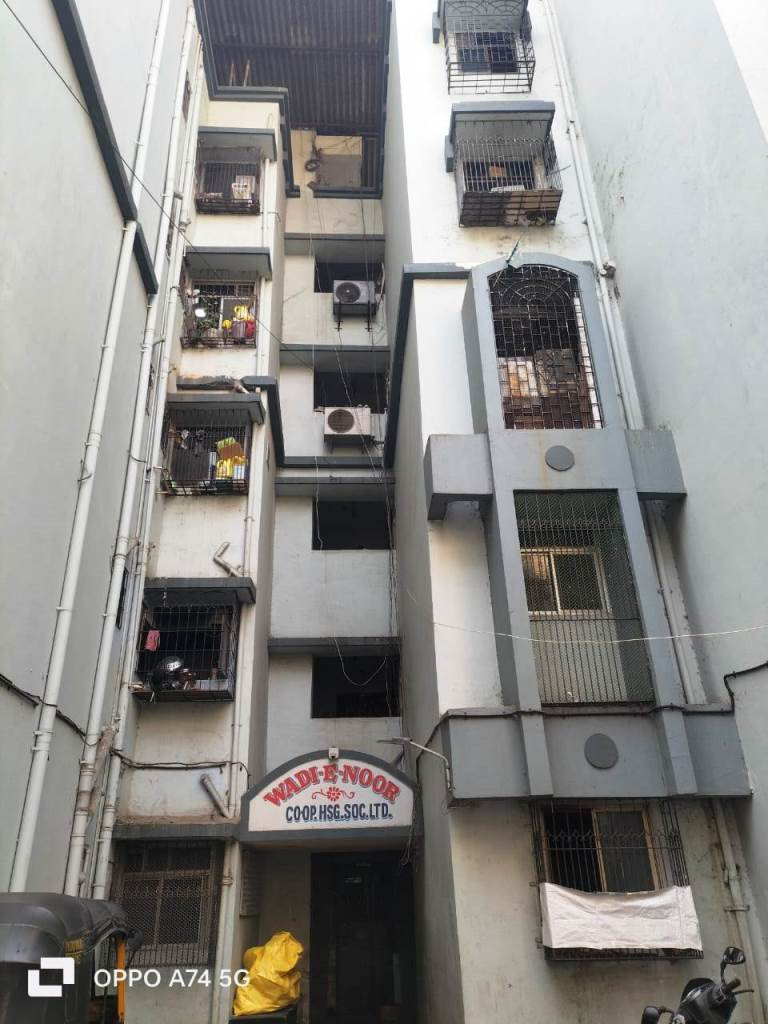 WADI-E-NOOR
CO-OP. HSG. SOC. LTD.
OPPO A74 5G